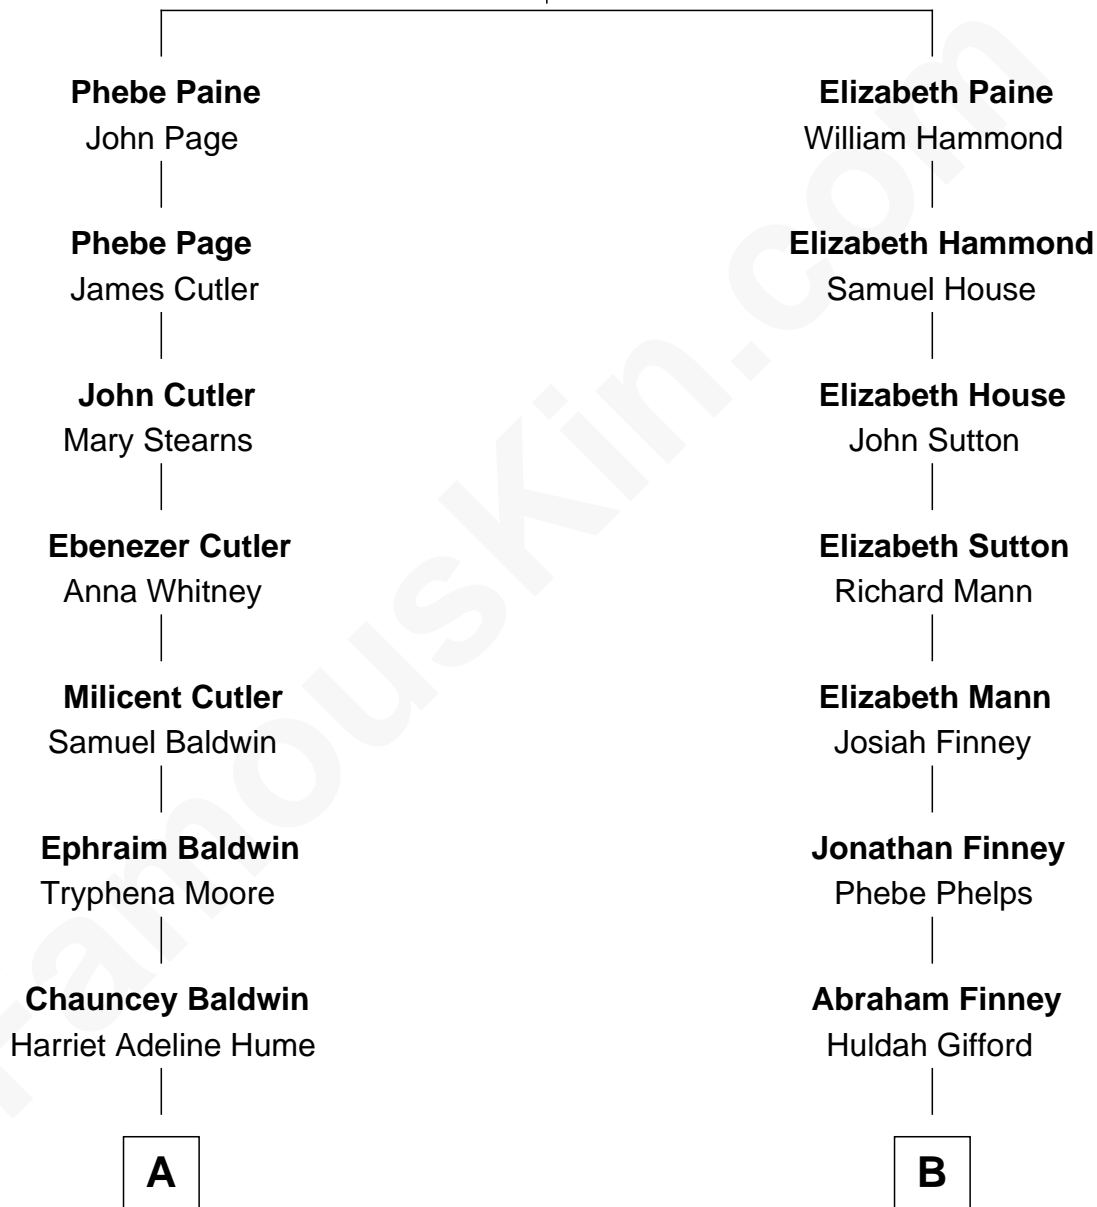 Phebe Paine
John Page
Phebe Page
James Cutler
John Cutler
Mary Stearns
Ebenezer Cutler
Anna Whitney
Milicent Cutler
Samuel Baldwin
Ephraim Baldwin
Tryphena Moore
Chauncey Baldwin
Harriet Adeline Hume
A
Elizabeth Paine
William Hammond
Elizabeth Hammond
Samuel House
Elizabeth House
John Sutton
Elizabeth Sutton
Richard Mann
Elizabeth Mann
Josiah Finney
Jonathan Finney
Phebe Phelps
Abraham Finney
Huldah Gifford
B
FamousKin.com